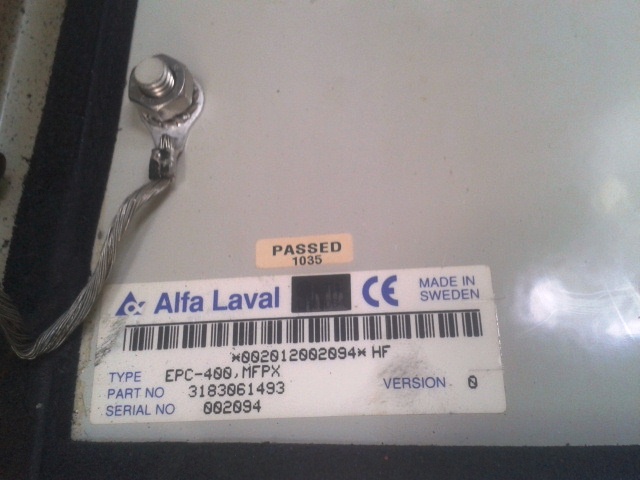 PASSED
1035
Alfa Laval CE MADE IN SWEDEN
*002012002094* HF
TYPE EPC-400,MFPX
PART NO 3183061493
SERIAL NO 002094
VERSION 0